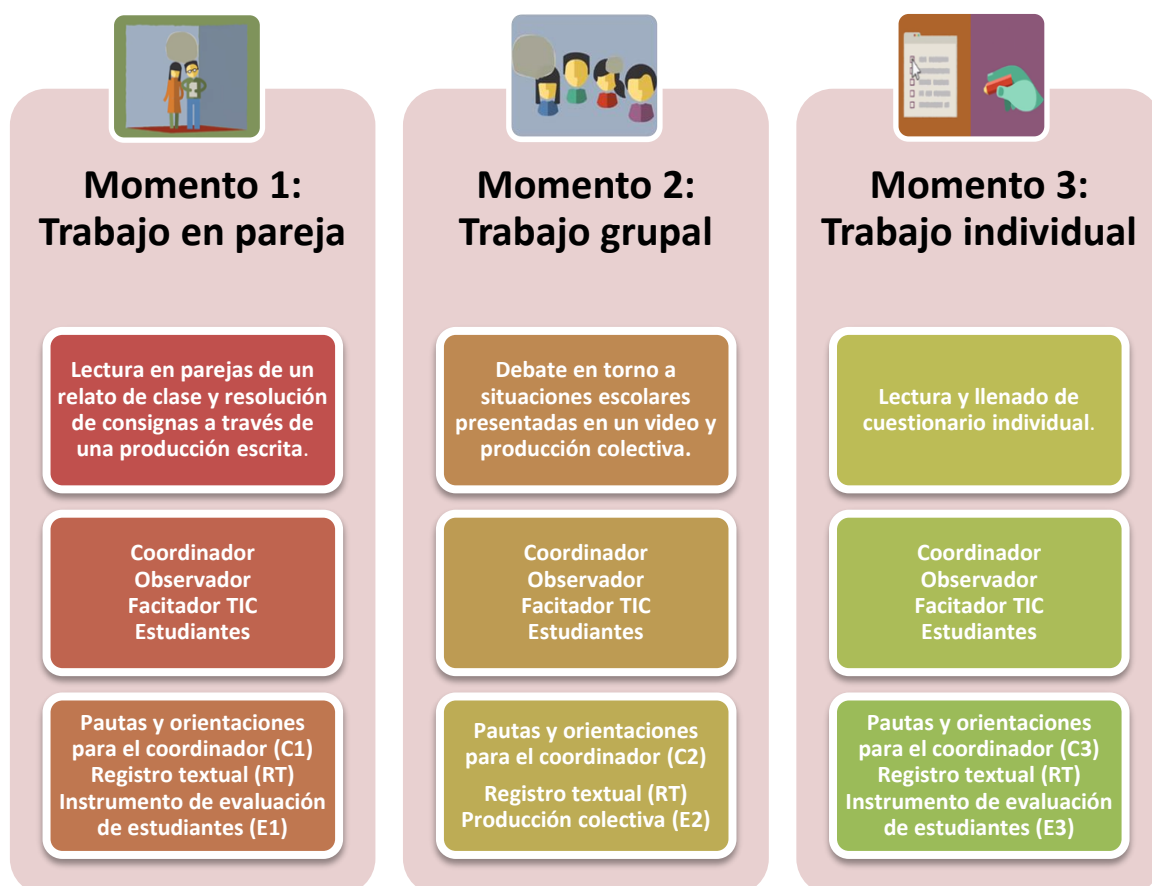 Momento 1:
Trabajo en pareja
Lectura en parejas de un
relato de clase y resolución
de consignas a través de
una producción escrita.
Coordinador
Observador
Facitador TIC
Estudiantes
Pautas y orientaciones
para el coordinador (C1)
Registro textual (RT)
Instrumento de evaluación
de estudiantes (E1)
Momento 2:
Trabajo grupal
Debate en torno a
situaciones escolares
presentadas en un video y
producción colectiva.
Coordinador
Observador
Facitador TIC
Estudiantes
Pautas y orientaciones
para el coordinador (C2)
Registro textual (RT)
Producción colectiva (E2)
Momento 3:
Trabajo individual
Lectura y llenado de
cuestionario individual.
Coordinador
Observador
Facitador TIC
Estudiantes
Pautas y orientaciones
para el coordinador (C3)
Registro textual (RT)
Instrumento de evaluación
de estudiantes (E3)